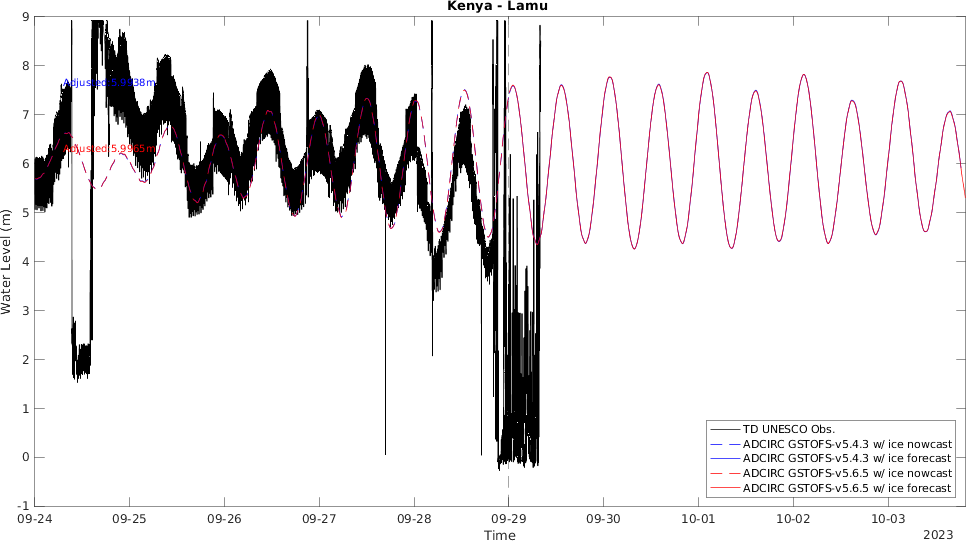 Kenya - Lamu
Water Level (m)
9
8
7
6
5
4
3
2
1
0
-1
Adjusted
Adjusted 5.9965m
TD UNESCO Obs.
ADCIRC GSTOFS-v5.4.3 w/ ice nowcast
ADCIRC GSTOFS-v5.4.3 w/ ice forecast
ADCIRC GSTOFS-v5.6.5 w/ ice nowcast
ADCIRC GSTOFS-v5.6.5 w/ ice forecast
09-24 09-25 09-26 09-27 09-28 09-29 09-30 10-01 10-02 10-03
Time
2023